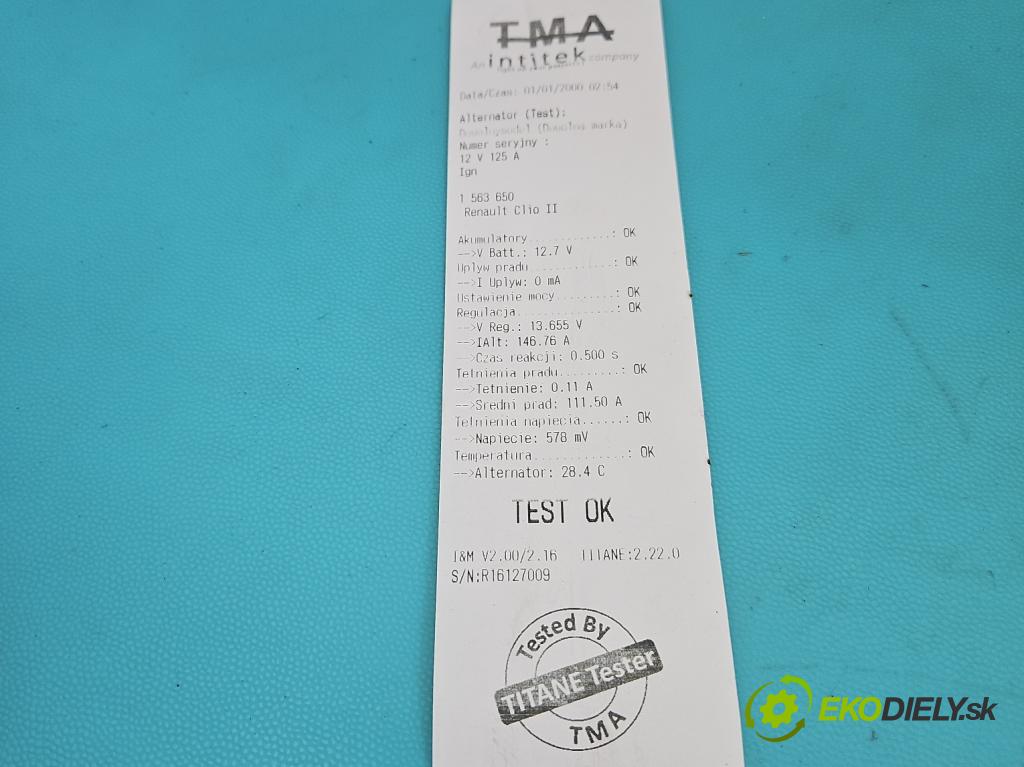 TMA
An intitek company
Data/Czas: 01/01/2000 02:54
Alternator (Test):
(Dowolna marka)
Numer seryjny :
12 V 125 A
Ign
1 563 650
Renault Clio II
Akumulatory............: OK
-->V Batt.: 12.7 V
Uplyw pradu............: OK
-->I Uplyw: 0 mA
Ustawienie mocy........: OK
Regulacja..............: OK
-->V Reg.: 13.655 V
-->IAlt: 146.76 A
-->Czas reakcji: 0.500 s
Tetnienia pradu........: OK
-->Tetnienie: 0.11 A
-->Sredni prad: 111.50 A
Tetnienia napiecia.....: OK
-->Napiecie: 578 mV
Temperatura............: OK
-->Alternator: 28.4 C
TEST OK
I&M V2.00/2.16 TITANE:2.22.0
S/N:R16127009
Tested By
TITANE Tester
TMA
EKODIELY.sk